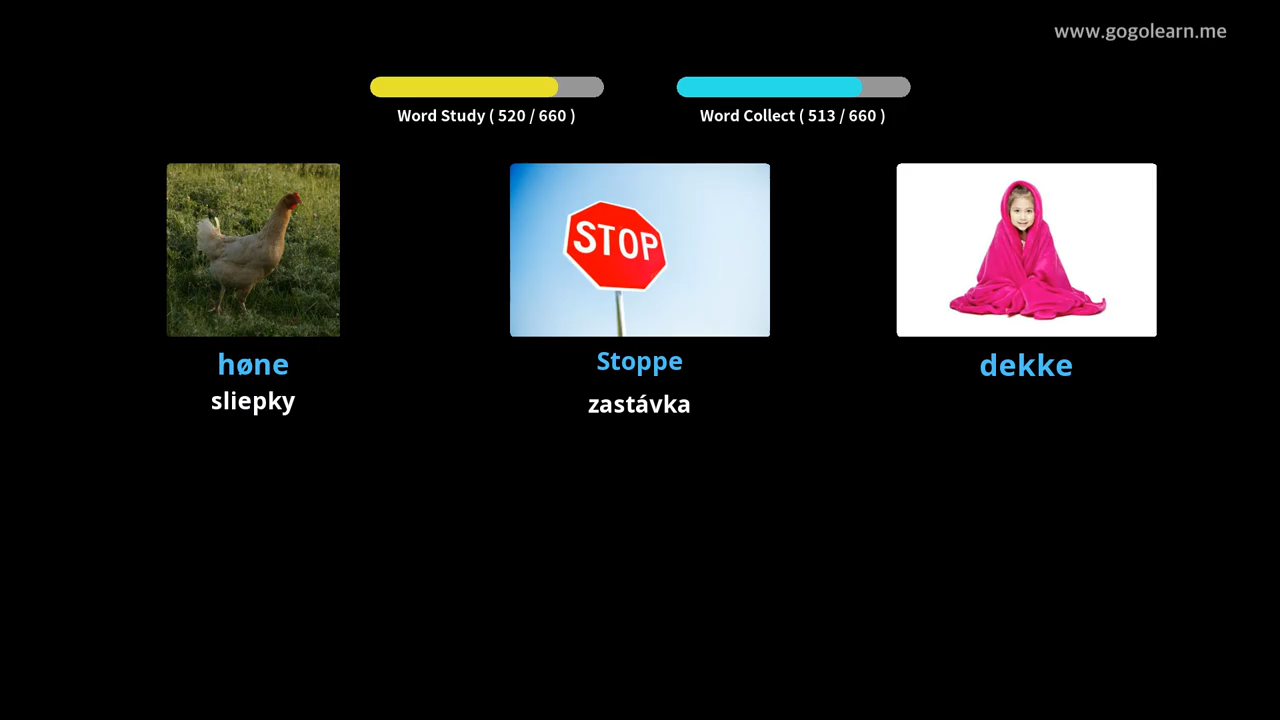 www.gogolearn.me
Word Study ( 520 / 660 )
Word Collect ( 513 / 660 )
STOP
høne
Stoppe
dekke
sliepky
zastávka